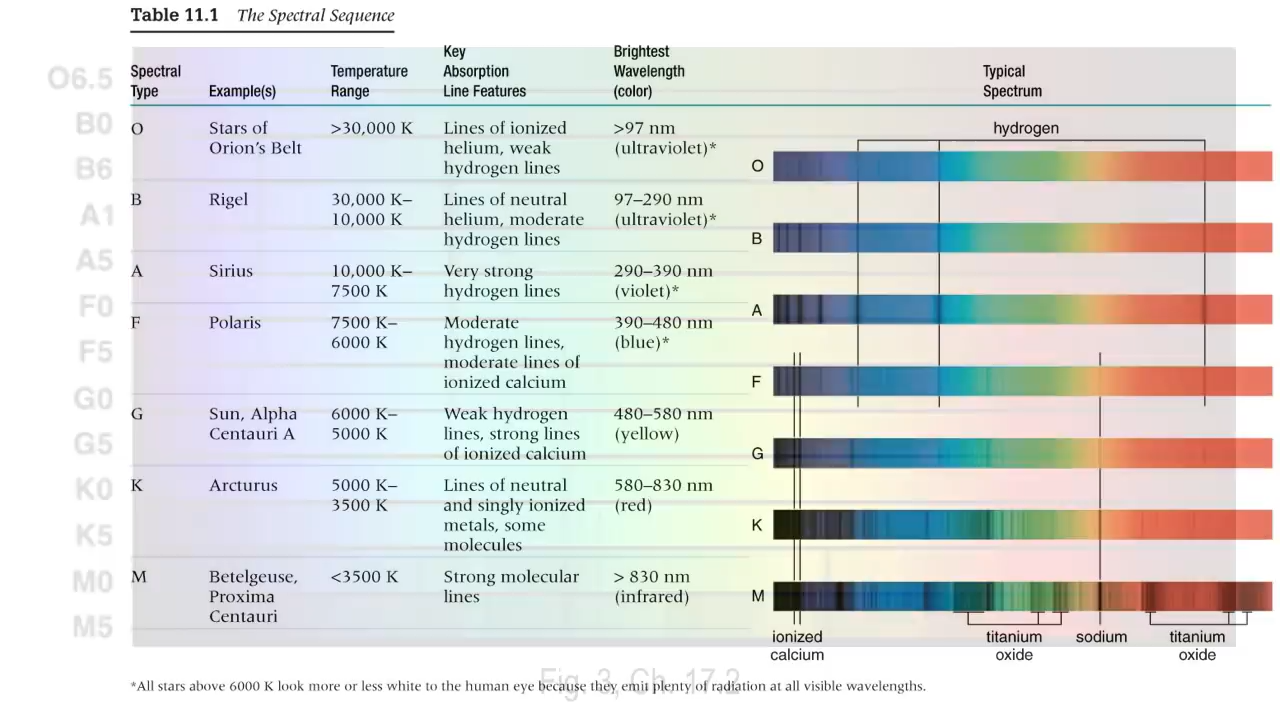 Table 11.1 The Spectral Sequence
Spectral Type
Example(s)
Temperature Range
Key Absorption Line Features
Brightest Wavelength (color)
Typical Spectrum
O
Stars of Orion's Belt
>30,000 K
Lines of ionized helium, weak hydrogen lines
>97 nm (ultraviolet)*
B
Rigel
30,000 K–10,000 K
Lines of neutral helium, moderate hydrogen lines
97–290 nm (ultraviolet)*
A
Sirius
10,000 K–7500 K
Very strong hydrogen lines
290–390 nm (violet)*
F
Polaris
7500 K–6000 K
Moderate hydrogen lines, moderate lines of ionized calcium
390–480 nm (blue)*
G
Sun, Alpha Centauri A
6000 K–5000 K
Weak hydrogen lines, strong lines of ionized calcium
480–580 nm (yellow)
K
Arcturus
5000 K–3500 K
Lines of neutral and singly ionized metals, some molecules
580–830 nm (red)
M
Betelgeuse, Proxima Centauri
<3500 K
Strong molecular lines
> 830 nm (infrared)
hydrogen
O
B
A
F
G
K
M
ionized calcium
titanium oxide
sodium
titanium oxide
O6.5
B0
B6
A1
A5
F0
F5
G0
G5
K0
K5
M0
M5
Fig. 3, Ch. 17.2
*All stars above 6000 K look more or less white to the human eye because they emit plenty of radiation at all visible wavelengths.